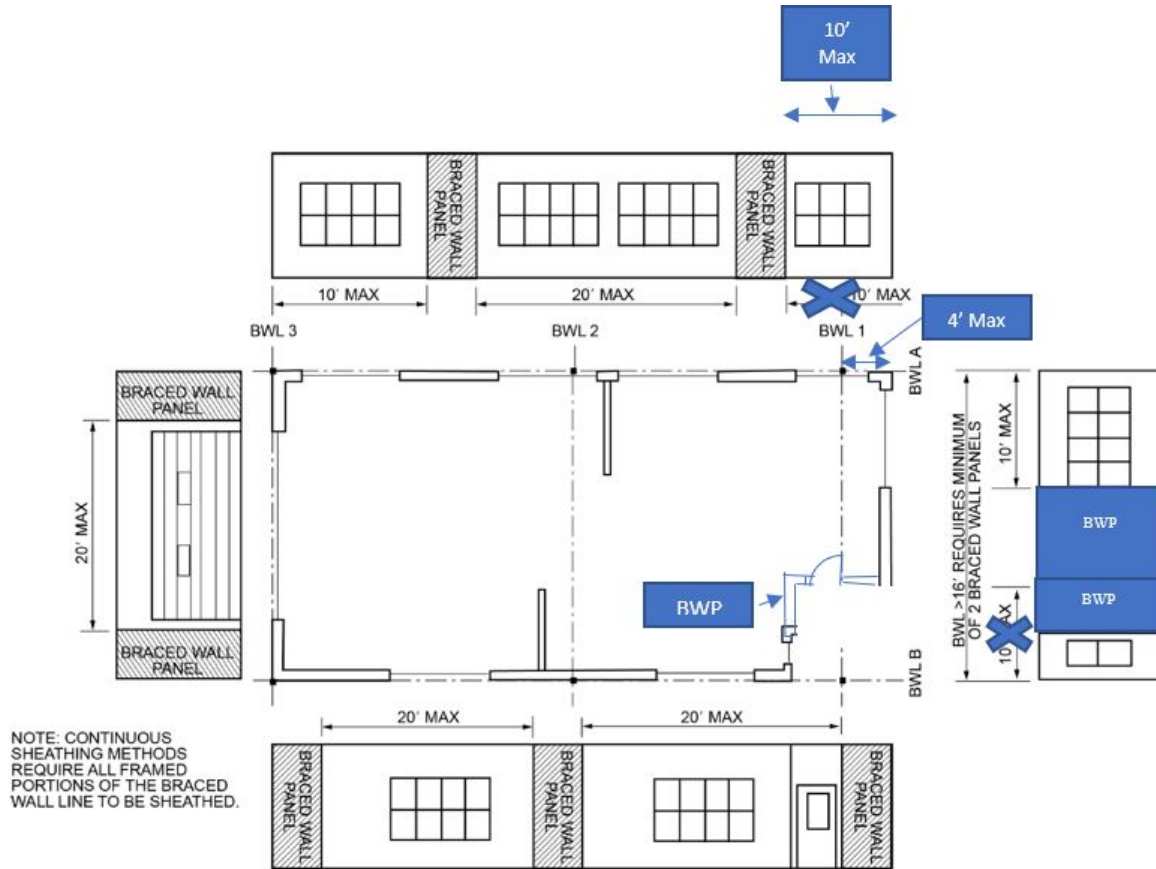 10'
Max
BRACED WALL
PANEL
BRACED WALL
PANEL
10' MAX
20' MAX
10' MAX
4' Max
BWL 3
BWL 2
BWL 1
BWL A
BRACED WALL
PANEL
20' MAX
BRACED WALL
PANEL
BWL >16' REQUIRES MINIMUM
OF 2 BRACED WALL PANELS
10' MAX
BWP
BWP
BWP
10' MAX
BWL B
20' MAX
20' MAX
NOTE: CONTINUOUS
SHEATHING METHODS
REQUIRE ALL FRAMED
PORTIONS OF THE BRACED
WALL LINE TO BE SHEATHED.
BRACED WALL
PANEL
BRACED WALL
PANEL
BRACED WALL
PANEL